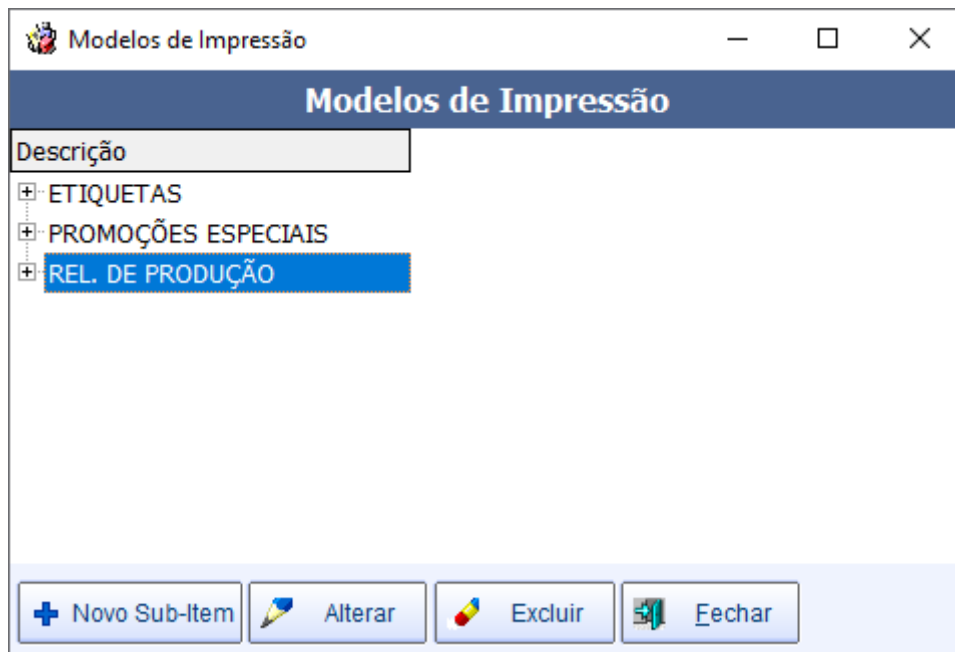 Modelos de Impressão
Modelos de Impressão
Descrição
ETIQUETAS
PROMOÇÕES ESPECIAIS
REL. DE PRODUÇÃO
Novo Sub-Item Alterar Excluir Fechar